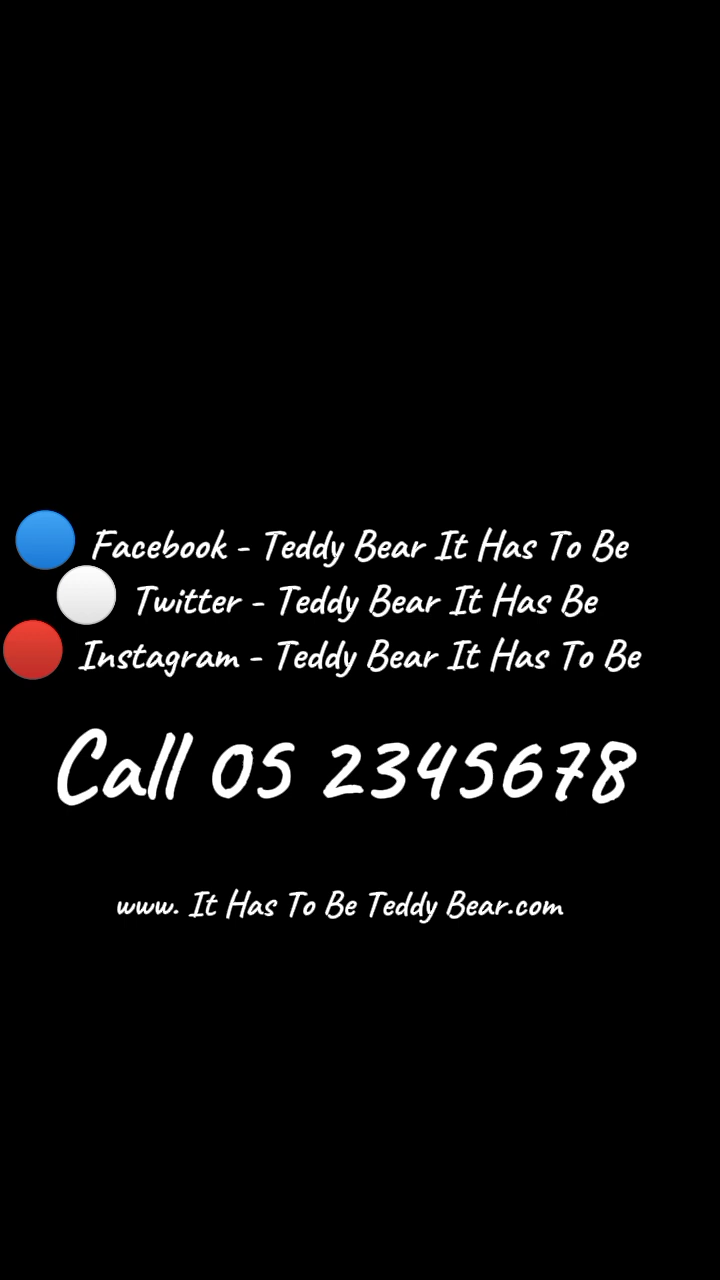 Facebook - Teddy Bear It Has To Be
Twitter - Teddy Bear It Has Be
Instagram - Teddy Bear It Has To Be
Call 05 2345678
www. It Has To Be Teddy Bear.com